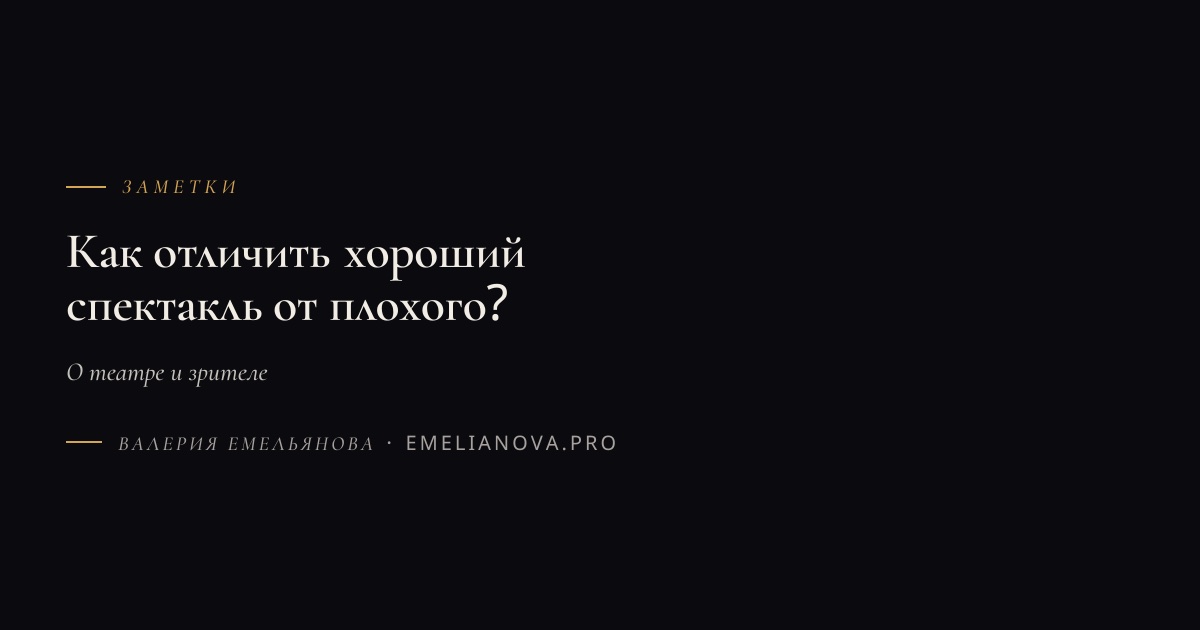 ЗАМЕТКИ
Как отличить хороший
спектакль от плохого?
О театре и зрителе
ВАЛЕРИЯ ЕМЕЛЬЯНОВА · EMELIANOVA.PRO